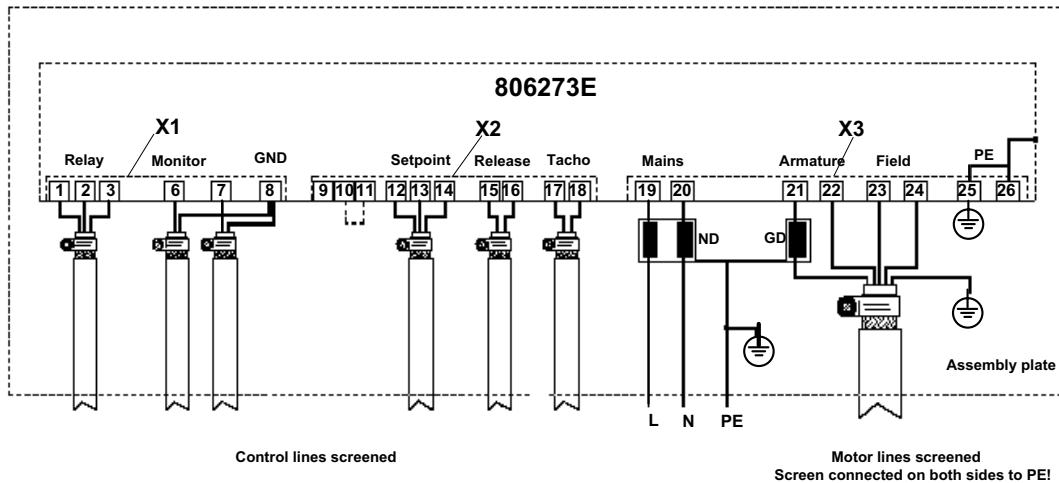 806273E
X1 X2 X3
Relay Monitor GND Setpoint Release Tacho Mains Armature Field PE
1 2 3 6 7 8 9 10 11 12 13 14 15 16 17 18 19 20 21 22 23 24 25 26
ND GD
Assembly plate
L N PE
Control lines screened
Motor lines screened
Screen connected on both sides to PE!